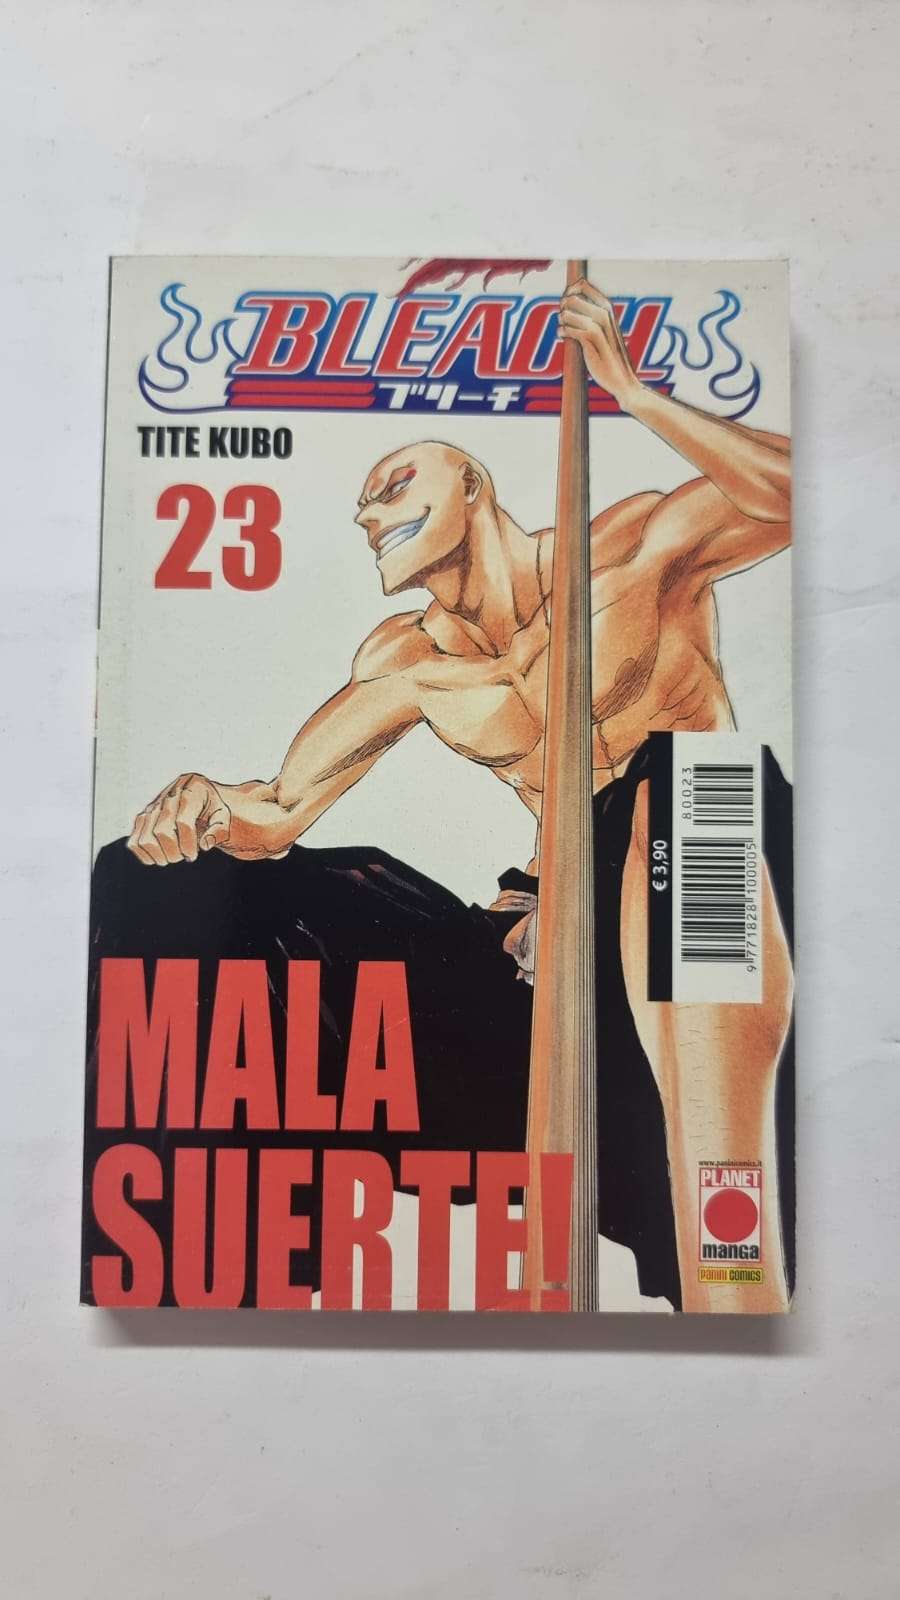 BLEACH
ブリーチ
TITE KUBO
23
80023
€ 3,90
9 771828 100005
MALA
SUERTE!
www.paninicomics.it
PLANET
manga
PANINI COMICS